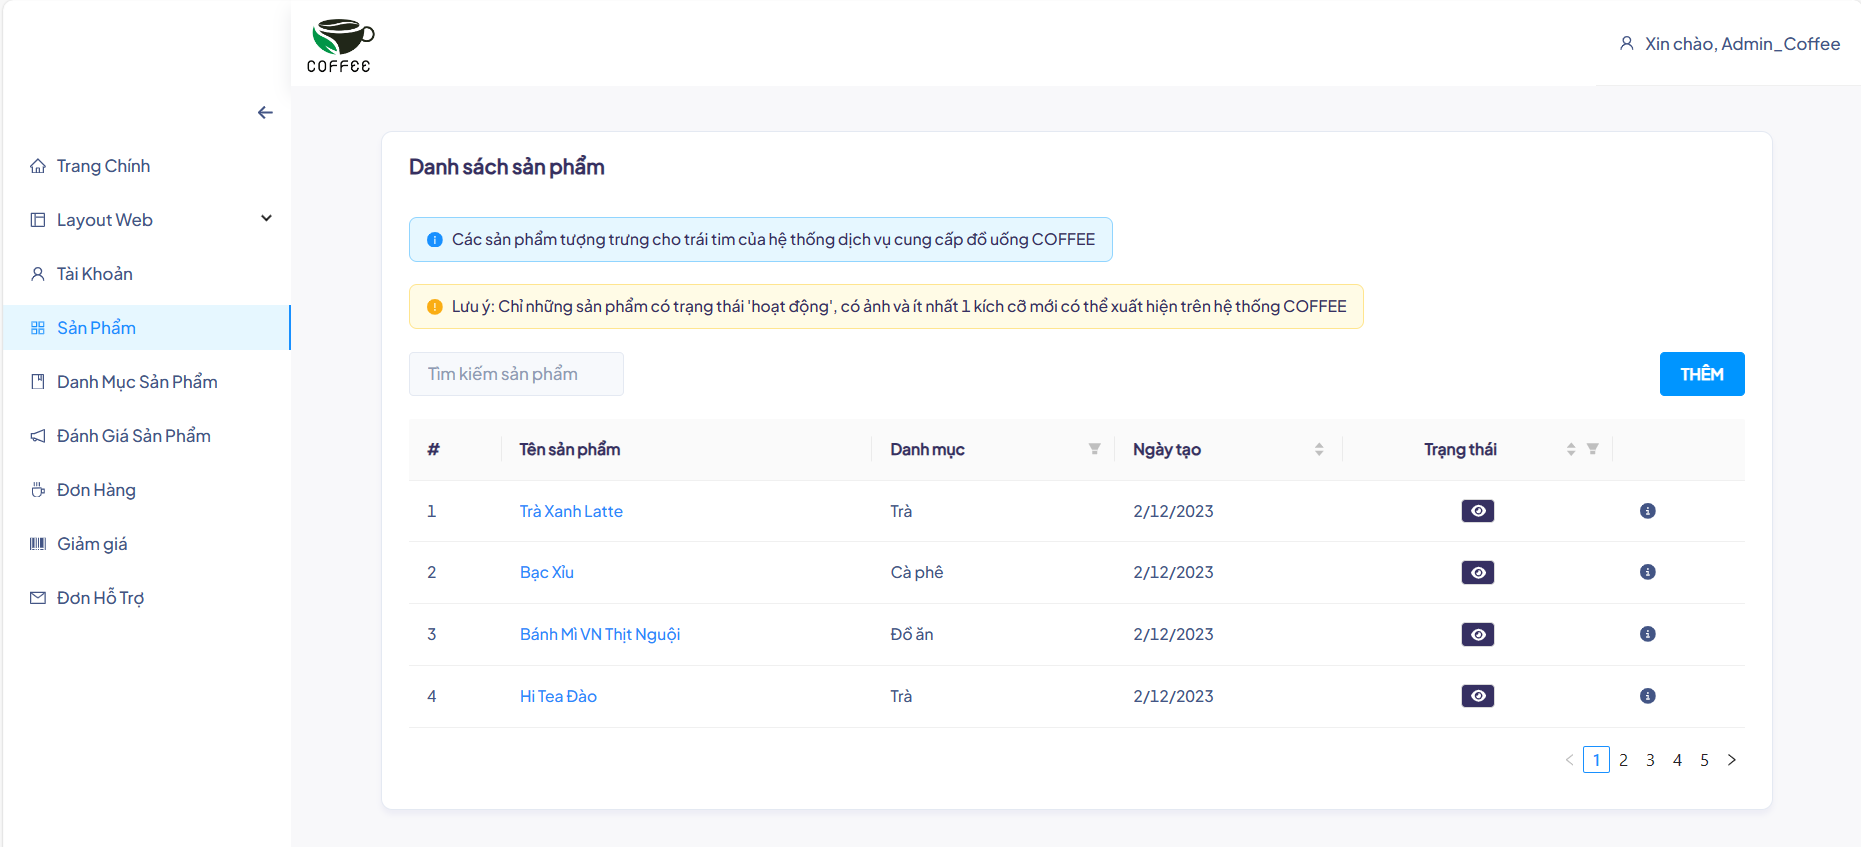 COFFEE
Xin chào, Admin_Coffee
Trang Chính
Layout Web
Tài Khoản
Sản Phẩm
Danh Mục Sản Phẩm
Đánh Giá Sản Phẩm
Đơn Hàng
Giảm giá
Đơn Hỗ Trợ
Danh sách sản phẩm
Các sản phẩm tượng trưng cho trái tim của hệ thống dịch vụ cung cấp đồ uống COFFEE
Lưu ý: Chỉ những sản phẩm có trạng thái 'hoạt động', có ảnh và ít nhất 1 kích cỡ mới có thể xuất hiện trên hệ thống COFFEE
Tìm kiếm sản phẩm
THÊM
# Tên sản phẩm Danh mục Ngày tạo Trạng thái
1 Trà Xanh Latte Trà 2/12/2023
2 Bạc Xỉu Cà phê 2/12/2023
3 Bánh Mì VN Thịt Nguội Đồ ăn 2/12/2023
4 Hi Tea Đào Trà 2/12/2023
1 2 3 4 5